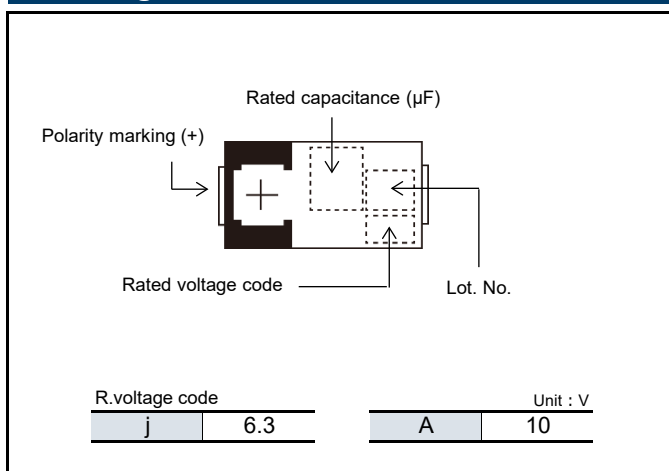 Rated capacitance (µF)
Polarity marking (+)
+
Rated voltage code
Lot. No.
R.voltage code
Unit : V
j 6.3 A 10